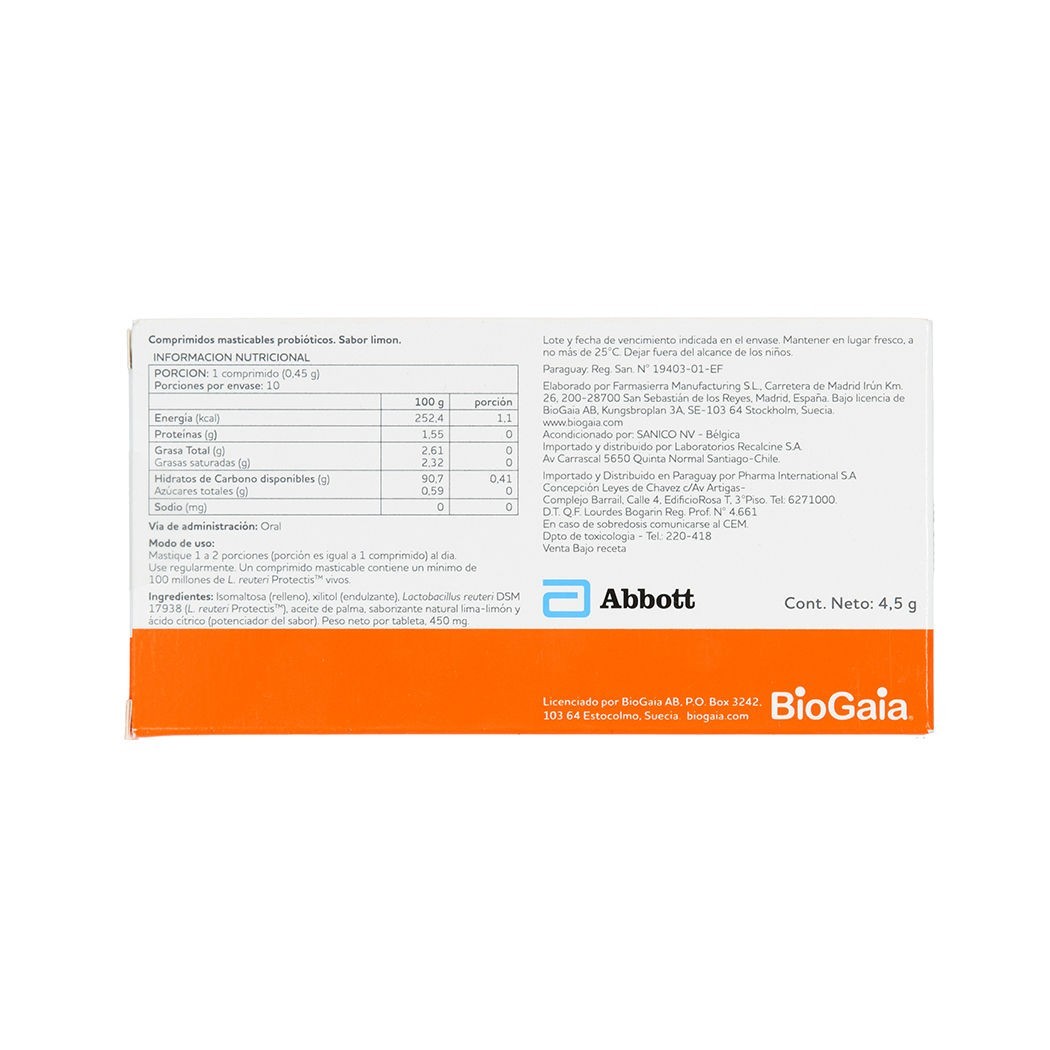 Comprimidos masticables probióticos. Sabor limon.
INFORMACION NUTRICIONAL
PORCION: 1 comprimido (0,45 g)
Porciones por envase: 10
100 g porción
Energía (kcal) 252,4 1,1
Proteínas (g) 1,55 0
Grasa Total (g) 2,61 0
Grasas saturadas (g) 2,32 0
Hidratos de Carbono disponibles (g) 90,7 0,41
Azúcares totales (g) 0,59 0
Sodio (mg) 0 0
Vía de administración: Oral
Modo de uso:
Mastique 1 a 2 porciones (porción es igual a 1 comprimido) al dia.
Use regularmente. Un comprimido masticable contiene un mínimo de
100 millones de L. reuteri Protectis™ vivos.
Ingredientes: Isomaltosa (relleno), xilitol (endulzante), Lactobacillus reuteri DSM
17938 (L. reuteri Protectis™), aceite de palma, saborizante natural lima-limón y
ácido cítrico (potenciador del sabor). Peso neto por tableta, 450 mg.
Lote y fecha de vencimiento indicada en el envase. Mantener en lugar fresco, a
no más de 25°C. Dejar fuera del alcance de los niños.
Paraguay: Reg. San. N° 19403-01-EF
Elaborado por Farmasierra Manufacturing S.L., Carretera de Madrid Irún Km.
26, 200-28700 San Sebastián de los Reyes, Madrid, España. Bajo licencia de
BioGaia AB, Kungsbroplan 3A, SE-103 64 Stockholm, Suecia.
www.biogaia.com
Acondicionado por: SANICO NV - Bélgica
Importado y distribuido por Laboratorios Recalcine S.A.
Av Carrascal 5650 Quinta Normal Santiago-Chile.
Importado y Distribuido en Paraguay por Pharma International S.A
Concepción Leyes de Chavez c/Av Artigas-
Complejo Barrail, Calle 4, EdificioRosa T, 3°Piso. Tel: 6271000.
D.T. Q.F. Lourdes Bogarin Reg. Prof. N° 4.661
En caso de sobredosis comunicarse al CEM.
Dpto de toxicologia - Tel.: 220-418
Venta Bajo receta
Abbott
Cont. Neto: 4,5 g
Licenciado por BioGaia AB, P.O. Box 3242,
103 64 Estocolmo, Suecia. biogaia.com
BioGaia®